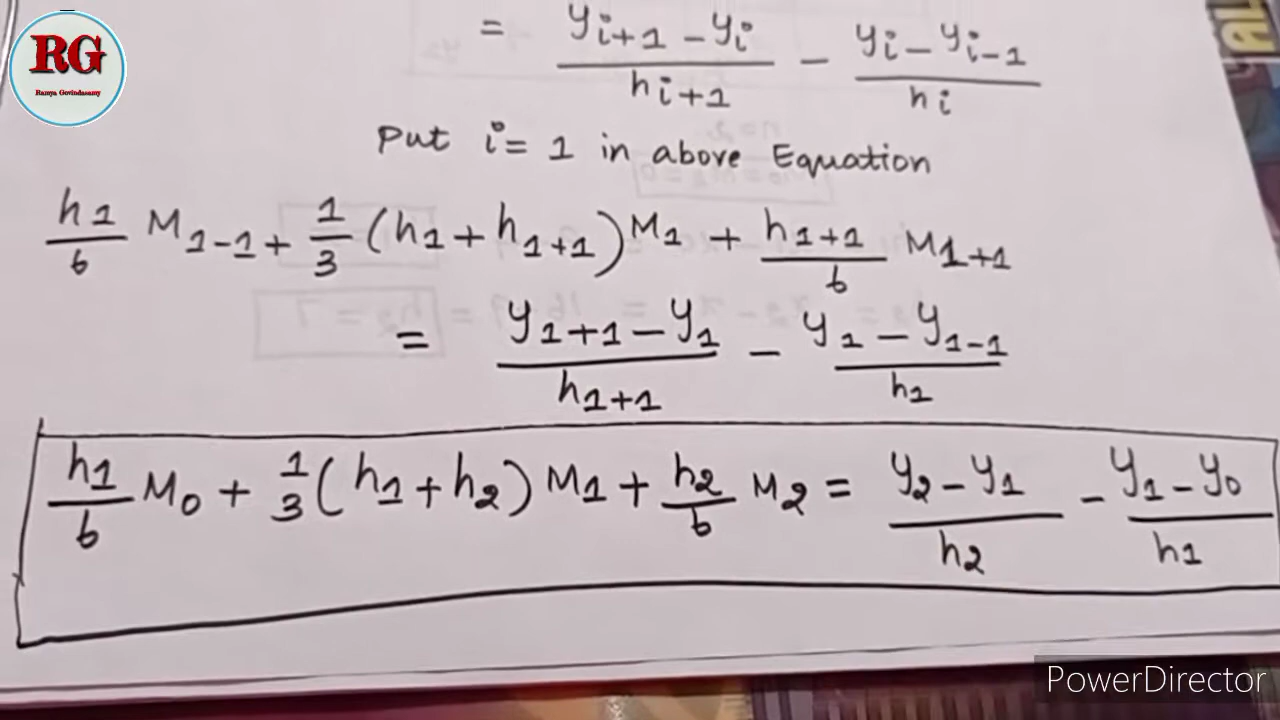 RG
Ramya Govindasamy
= (y_{i+1} - y_i)/h_{i+1} - (y_i - y_{i-1})/h_i
Put i = 1 in above Equation
h_1/6 M_{1-1} + 1/3 (h_1 + h_{1+1}) M_1 + h_{1+1}/6 M_{1+1}
= (y_{1+1} - y_1)/h_{1+1} - (y_1 - y_{1-1})/h_1
h_1/6 M_0 + 1/3 (h_1 + h_2) M_1 + h_2/6 M_2 = (y_2 - y_1)/h_2 - (y_1 - y_0)/h_1
PowerDirector